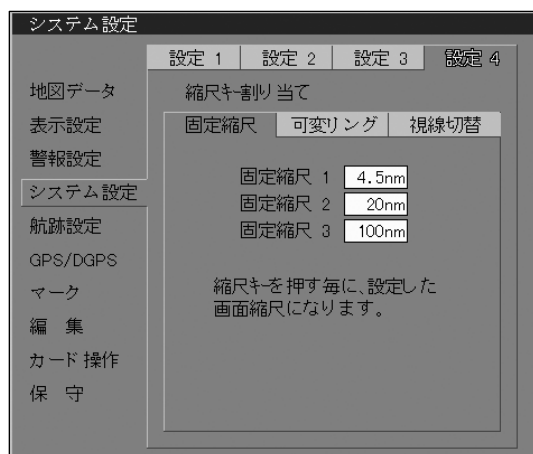 システム設定
設定 1
設定 2
設定 3
設定 4
地図データ
表示設定
警報設定
システム設定
航跡設定
GPS/DGPS
マーク
編 集
カード操作
保 守
縮尺キー割り当て
固定縮尺
可変リング
視線切替
固定縮尺 1 4.5nm
固定縮尺 2 20nm
固定縮尺 3 100nm
縮尺キーを押す毎に、設定した
画面縮尺になります。